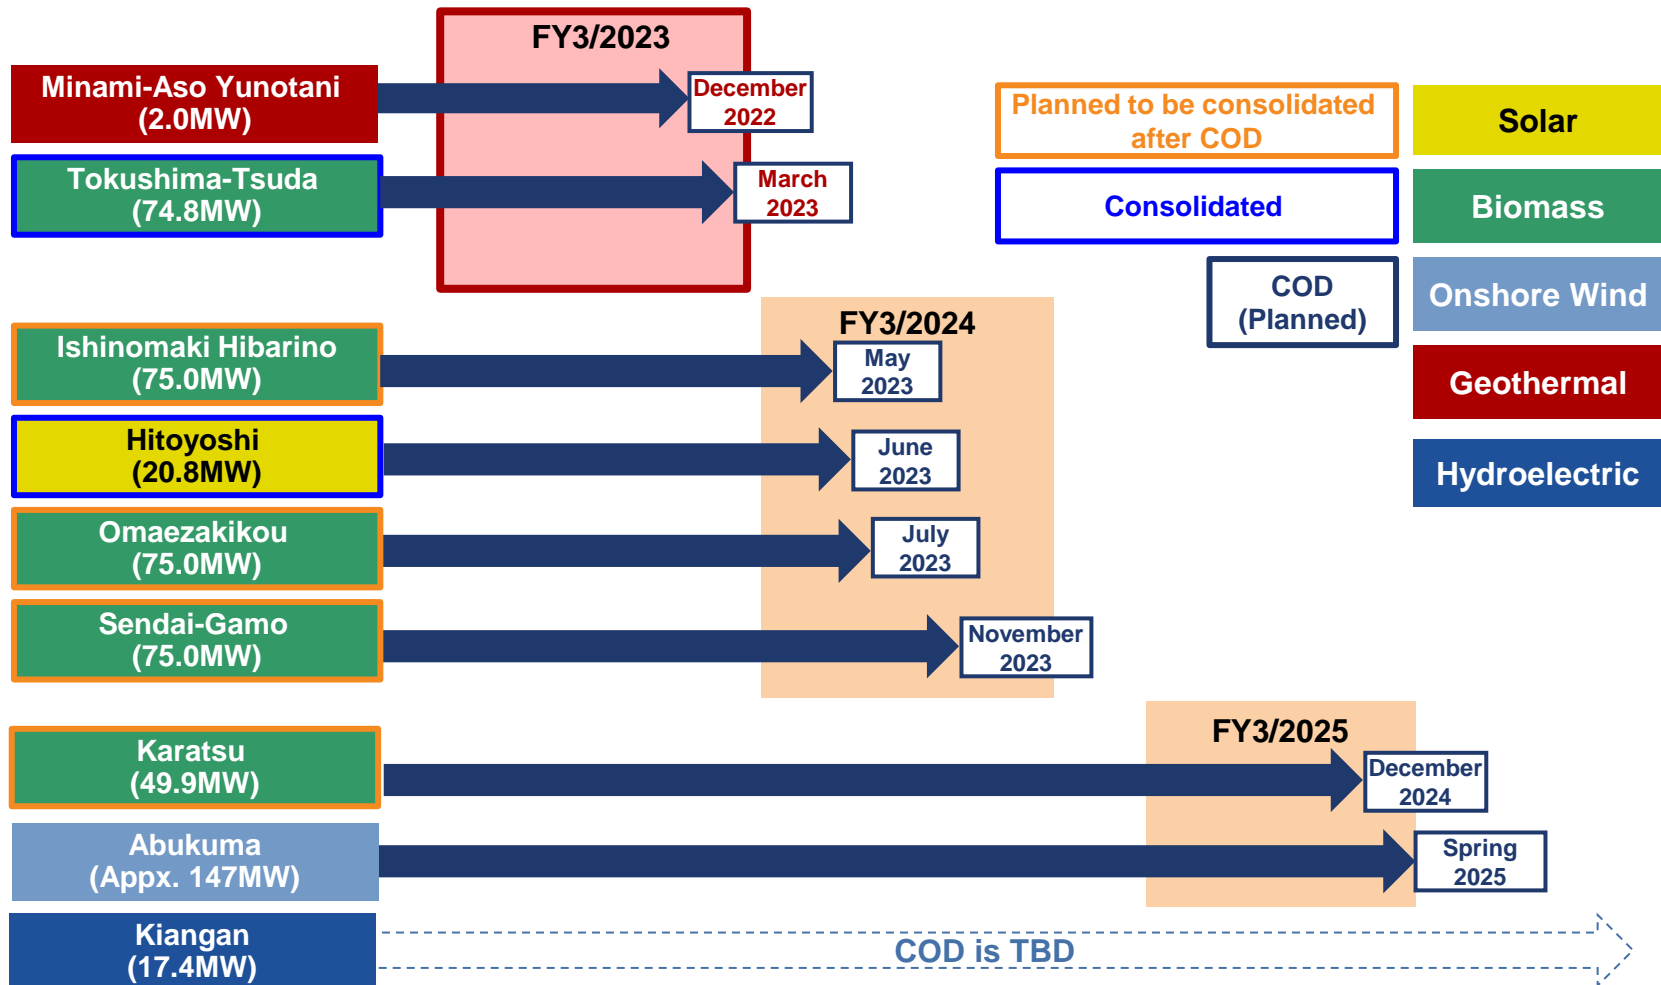 FY3/2023
Minami-Aso Yunotani
(2.0MW)
December
2022
Tokushima-Tsuda
(74.8MW)
March
2023
Planned to be consolidated
after COD
Solar
Consolidated
Biomass
COD
(Planned)
Onshore Wind
Geothermal
Hydroelectric
FY3/2024
Ishinomaki Hibarino
(75.0MW)
May
2023
Hitoyoshi
(20.8MW)
June
2023
Omaezakikou
(75.0MW)
July
2023
Sendai-Gamo
(75.0MW)
November
2023
FY3/2025
Karatsu
(49.9MW)
December
2024
Abukuma
(Appx. 147MW)
Spring
2025
Kiangan
(17.4MW)
COD is TBD